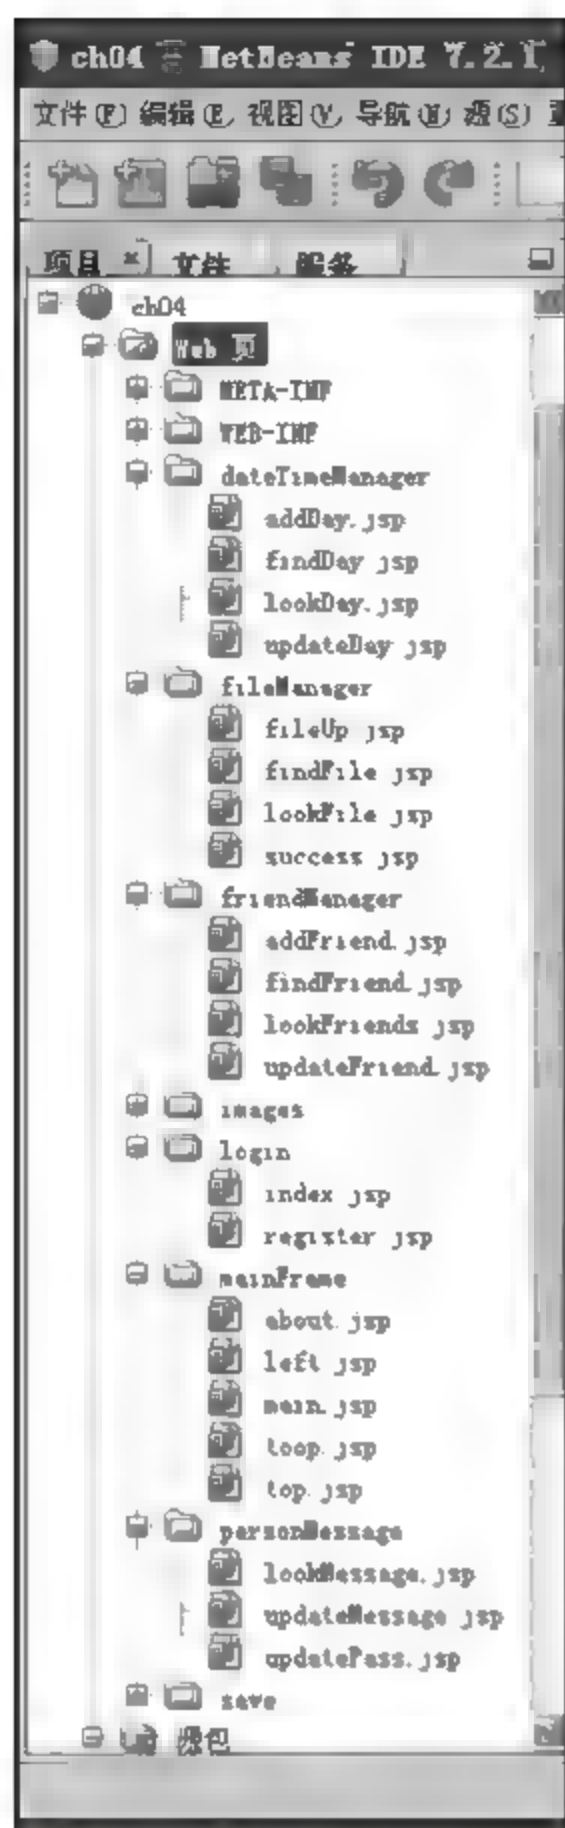 ch04 - NetBeans IDE 7.2.1
文件(F) 编辑(E) 视图(V) 导航(N) 源(S) 重
项目 × 文件 服务
ch04
Web 页
META-INF
WEB-INF
dateTimeManager
addDay.jsp
findDay.jsp
lookDay.jsp
updateDay.jsp
fileManager
fileUp.jsp
findFile.jsp
lookFile.jsp
success.jsp
friendManager
addFriend.jsp
findFriend.jsp
lookFriends.jsp
updateFriend.jsp
images
login
index.jsp
register.jsp
mainFrame
about.jsp
left.jsp
main.jsp
toop.jsp
top.jsp
personMessage
lookMessage.jsp
updateMessage.jsp
updatePass.jsp
save
源包